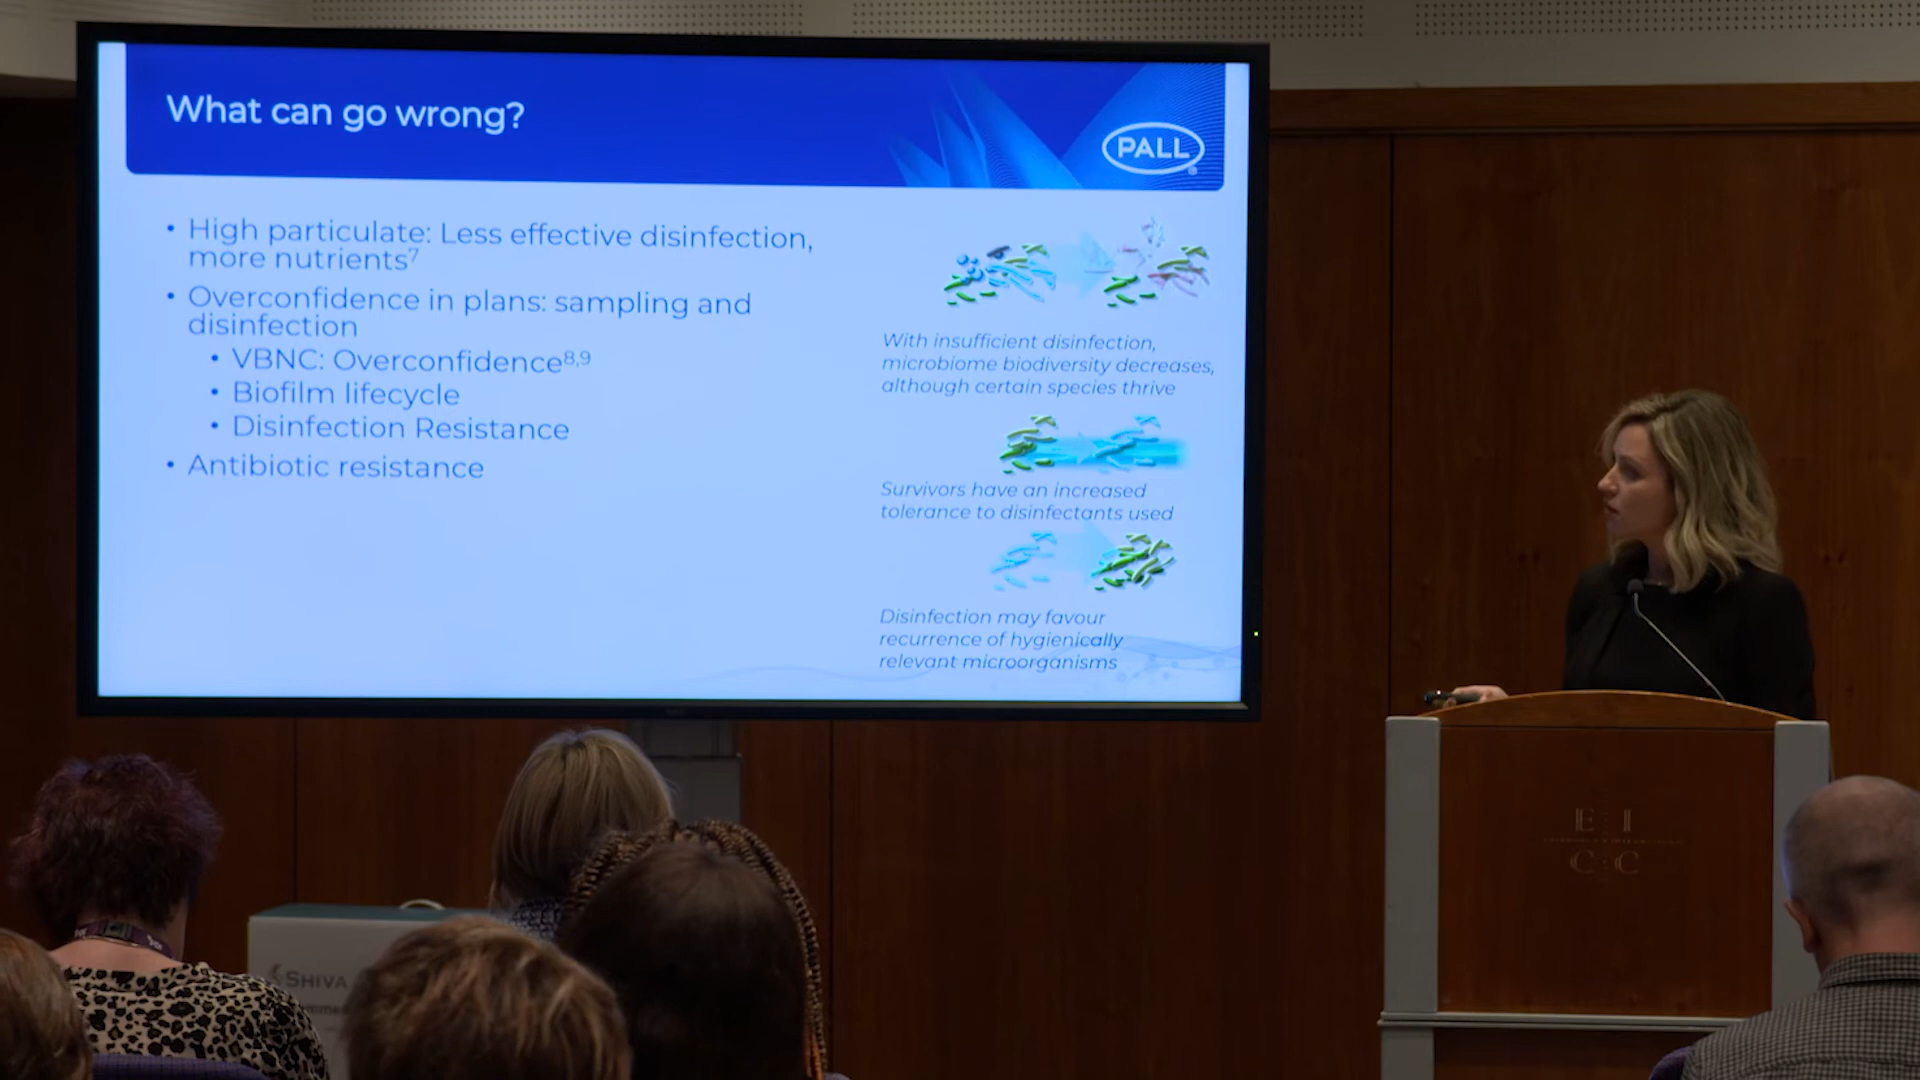 What can go wrong?
PALL
• High particulate: Less effective disinfection,
more nutrients⁷
• Overconfidence in plans: sampling and
disinfection
• VBNC: Overconfidence⁸,⁹
• Biofilm lifecycle
• Disinfection Resistance
• Antibiotic resistance
With insufficient disinfection,
microbiome biodiversity decreases,
although certain species thrive
Survivors have an increased
tolerance to disinfectants used
Disinfection may favour
recurrence of hygienically
relevant microorganisms
E I
C C
SHIVA